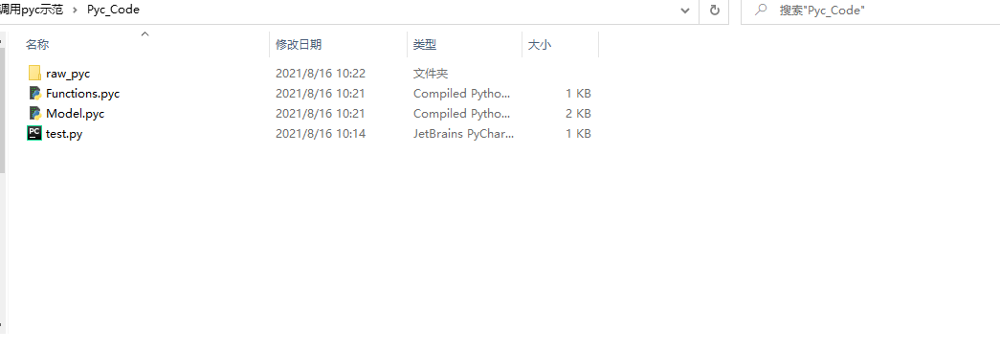 调用pyc示范 > Pyc_Code 搜索"Pyc_Code"
名称 修改日期 类型 大小
raw_pyc 2021/8/16 10:22 文件夹
Functions.pyc 2021/8/16 10:21 Compiled Pytho... 1 KB
Model.pyc 2021/8/16 10:21 Compiled Pytho... 2 KB
PC test.py 2021/8/16 10:14 JetBrains PyChar... 1 KB